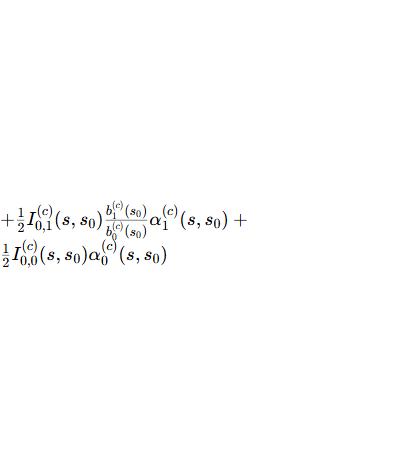 $+\frac{1}{2} I_{0,1}^{(c)}(s, s_0) \frac{b_1^{(c)}(s_0)}{b_0^{(c)}(s_0)} \alpha_1^{(c)}(s, s_0) +$
$\frac{1}{2} I_{0,0}^{(c)}(s, s_0) \alpha_0^{(c)}(s, s_0)$